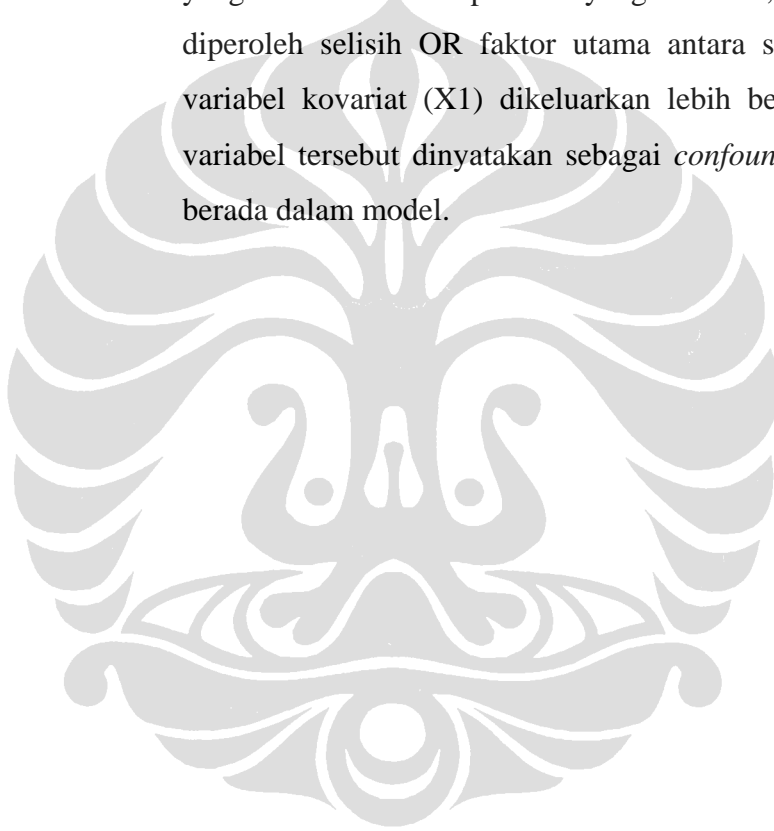 diperoleh selisih OR faktor utama antara s
variabel kovariat (X1) dikeluarkan lebih be
variabel tersebut dinyatakan sebagai confoun
berada dalam model.